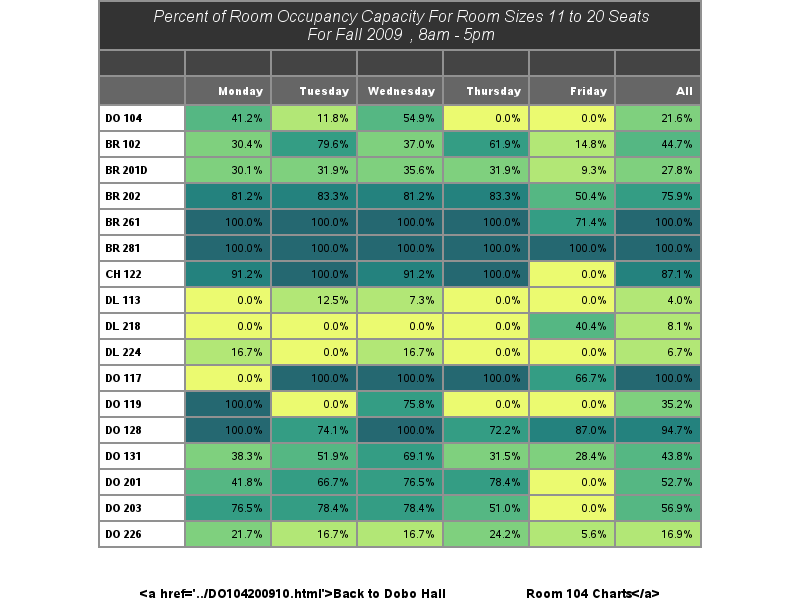 Percent of Room Occupancy Capacity For Room Sizes 11 to 20 Seats
For Fall 2009 , 8am - 5pm
Monday Tuesday Wednesday Thursday Friday All
DO 104 41.2% 11.8% 54.9% 0.0% 0.0% 21.6%
BR 102 30.4% 79.6% 37.0% 61.9% 14.8% 44.7%
BR 201D 30.1% 31.9% 35.6% 31.9% 9.3% 27.8%
BR 202 81.2% 83.3% 81.2% 83.3% 50.4% 75.9%
BR 261 100.0% 100.0% 100.0% 100.0% 71.4% 100.0%
BR 281 100.0% 100.0% 100.0% 100.0% 100.0% 100.0%
CH 122 91.2% 100.0% 91.2% 100.0% 0.0% 87.1%
DL 113 0.0% 12.5% 7.3% 0.0% 0.0% 4.0%
DL 218 0.0% 0.0% 0.0% 0.0% 40.4% 8.1%
DL 224 16.7% 0.0% 16.7% 0.0% 0.0% 6.7%
DO 117 0.0% 100.0% 100.0% 100.0% 66.7% 100.0%
DO 119 100.0% 0.0% 75.8% 0.0% 0.0% 35.2%
DO 128 100.0% 74.1% 100.0% 72.2% 87.0% 94.7%
DO 131 38.3% 51.9% 69.1% 31.5% 28.4% 43.8%
DO 201 41.8% 66.7% 76.5% 78.4% 0.0% 52.7%
DO 203 76.5% 78.4% 78.4% 51.0% 0.0% 56.9%
DO 226 21.7% 16.7% 16.7% 24.2% 5.6% 16.9%
<a href='../DO104200910.html'>Back to Dobo Hall Room 104 Charts</a>